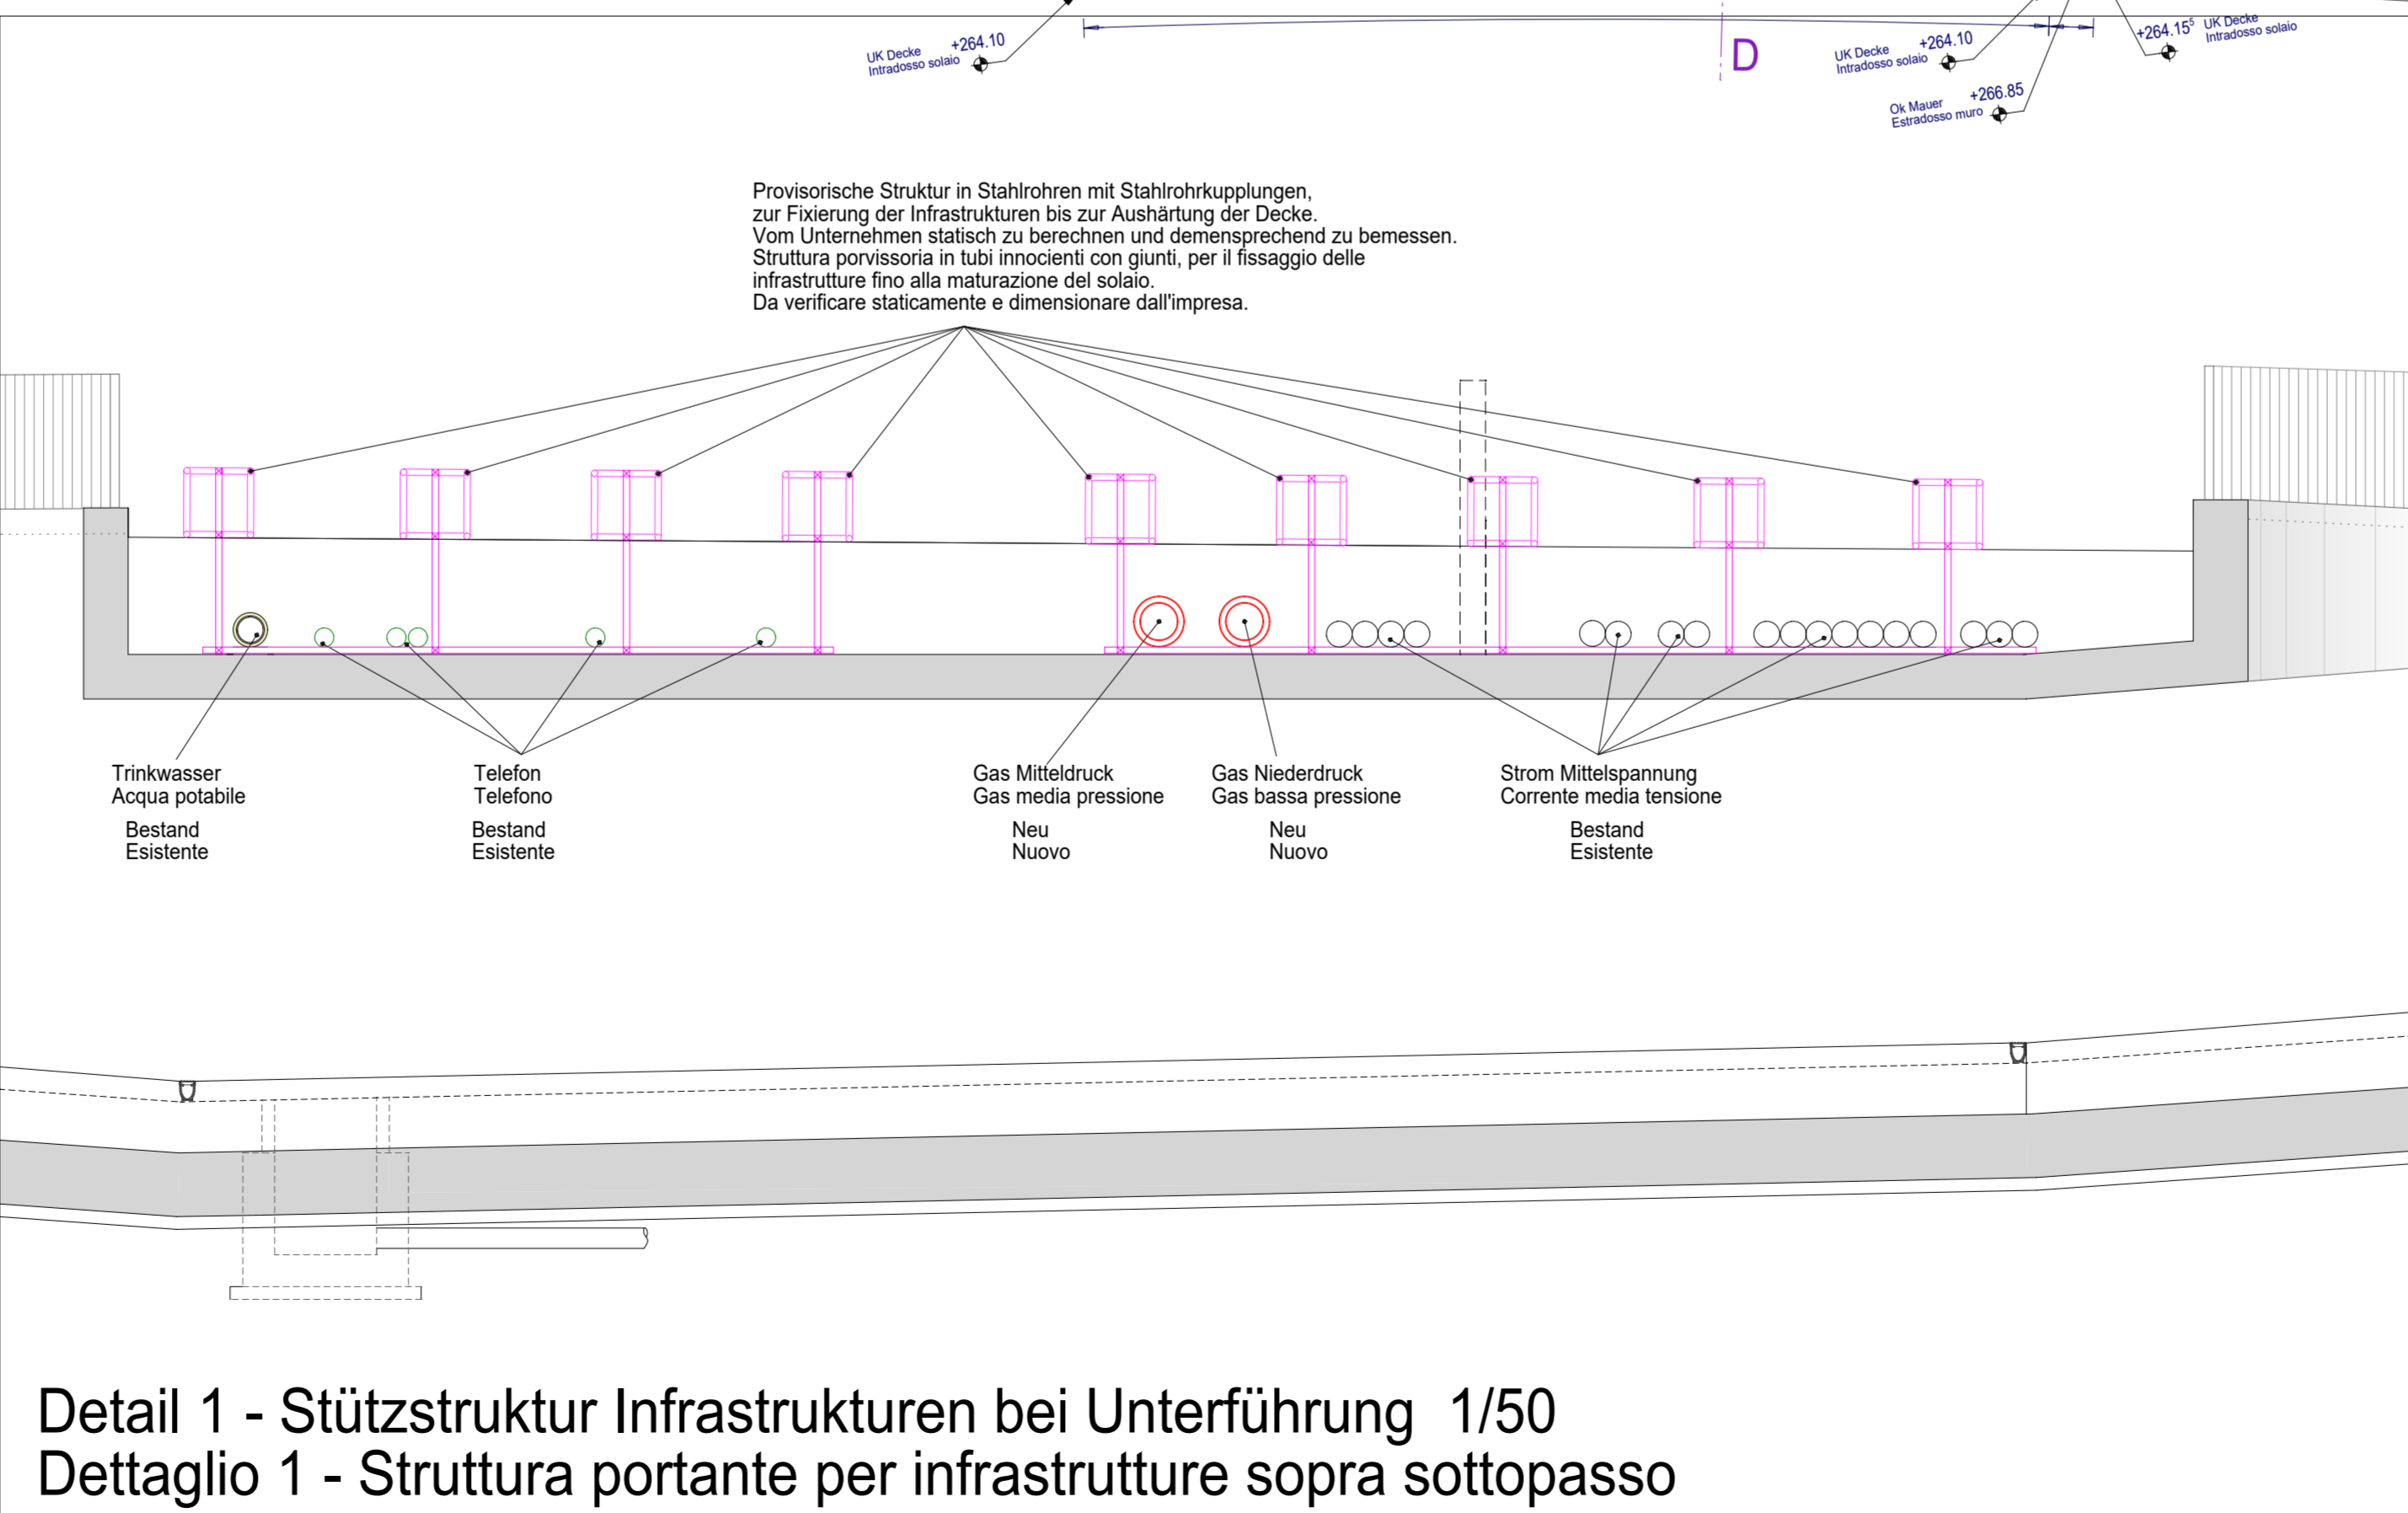 UK Decke +264.10
Intradosso solaio
D
UK Decke +264.10
Intradosso solaio
+264.15⁵ UK Decke
Intradosso solaio
Ok Mauer +266.85
Estradosso muro
Provisorische Struktur in Stahlrohren mit Stahlrohrkupplungen,
zur Fixierung der Infrastrukturen bis zur Aushärtung der Decke.
Vom Unternehmen statisch zu berechnen und demensprechend zu bemessen.
Struttura porvissoria in tubi innocienti con giunti, per il fissaggio delle
infrastrutture fino alla maturazione del solaio.
Da verificare staticamente e dimensionare dall'impresa.
Trinkwasser
Acqua potabile
Bestand
Esistente
Telefon
Telefono
Bestand
Esistente
Gas Mitteldruck
Gas media pressione
Neu
Nuovo
Gas Niederdruck
Gas bassa pressione
Neu
Nuovo
Strom Mittelspannung
Corrente media tensione
Bestand
Esistente
Detail 1 - Stützstruktur Infrastrukturen bei Unterführung 1/50
Dettaglio 1 - Struttura portante per infrastrutture sopra sottopasso